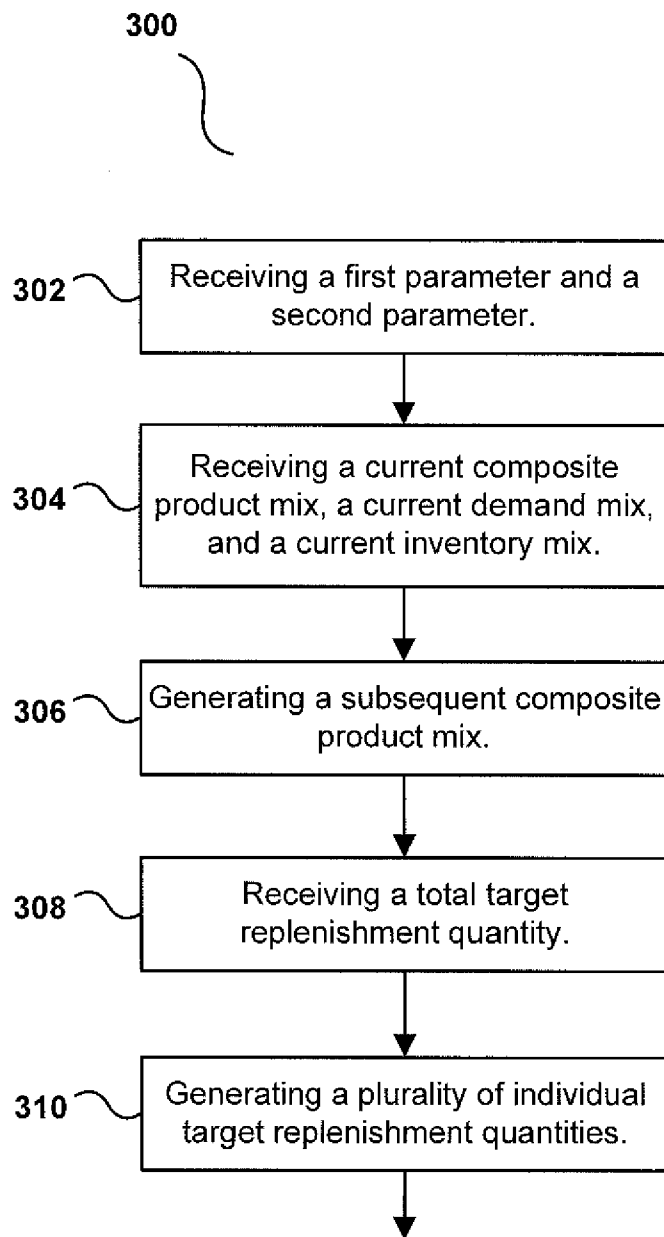 300
302
Receiving a first parameter and a
second parameter.
304
Receiving a current composite
product mix, a current demand mix,
and a current inventory mix.
306
Generating a subsequent composite
product mix.
308
Receiving a total target
replenishment quantity.
310
Generating a plurality of individual
target replenishment quantities.